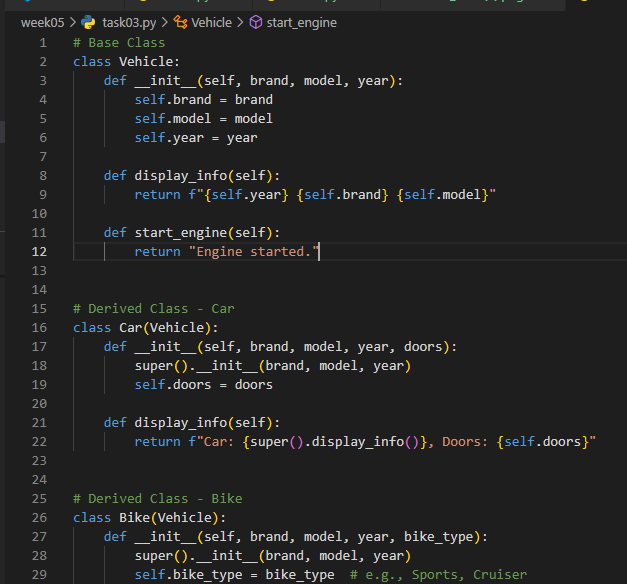 week05 > task03.py > Vehicle > start_engine
1 # Base Class
2 class Vehicle:
3     def __init__(self, brand, model, year):
4         self.brand = brand
5         self.model = model
6         self.year = year
7
8     def display_info(self):
9         return f"{self.year} {self.brand} {self.model}"
10
11     def start_engine(self):
12         return "Engine started."
13
14
15 # Derived Class - Car
16 class Car(Vehicle):
17     def __init__(self, brand, model, year, doors):
18         super().__init__(brand, model, year)
19         self.doors = doors
20
21     def display_info(self):
22         return f"Car: {super().display_info()}, Doors: {self.doors}"
23
24
25 # Derived Class - Bike
26 class Bike(Vehicle):
27     def __init__(self, brand, model, year, bike_type):
28         super().__init__(brand, model, year)
29         self.bike_type = bike_type  # e.g., Sports, Cruiser